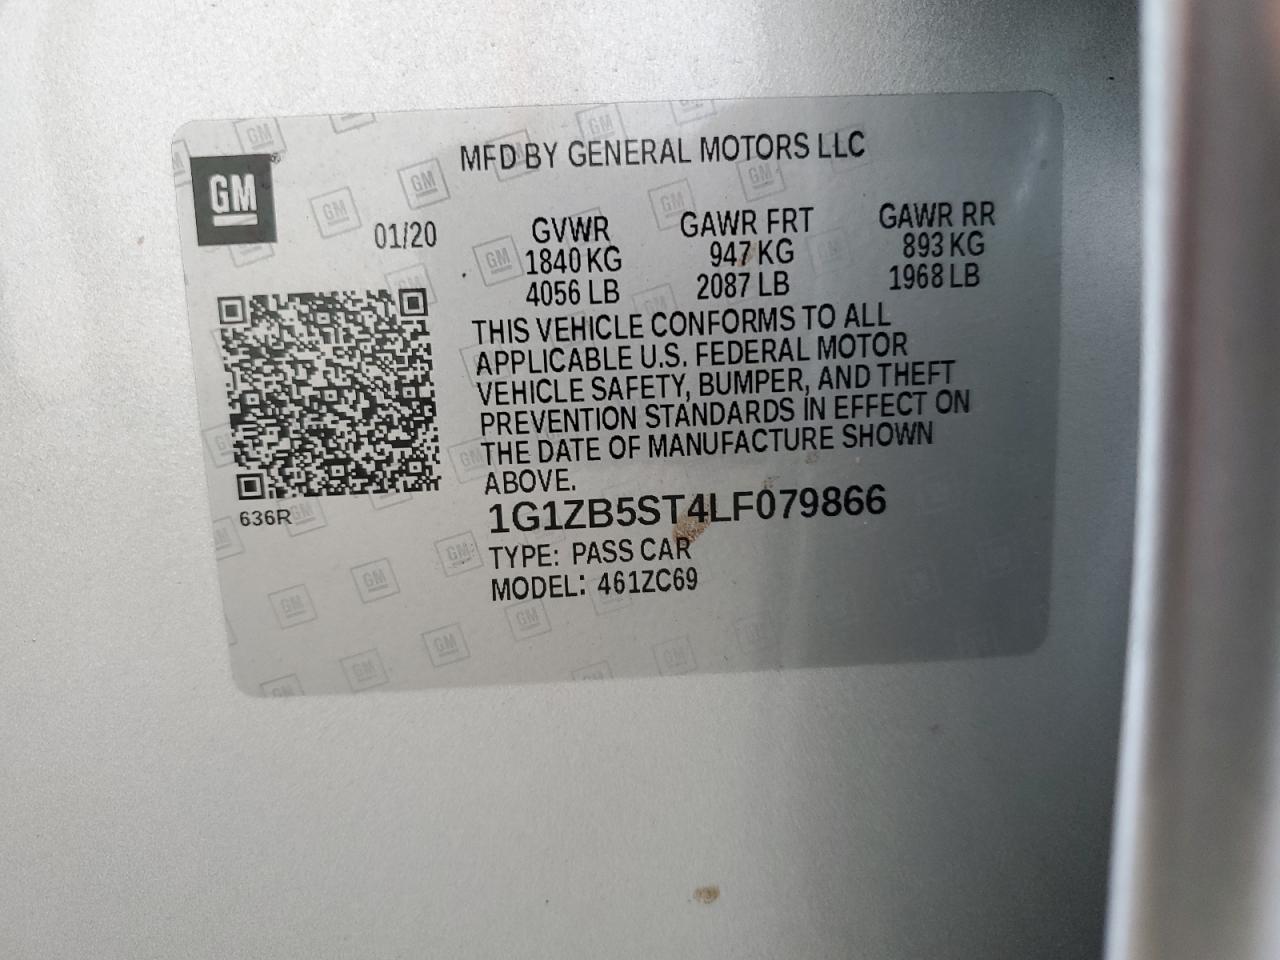 MFD BY GENERAL MOTORS LLC
GM
01/20
GVWR GAWR FRT GAWR RR
1840 KG 947 KG 893 KG
4056 LB 2087 LB 1968 LB
THIS VEHICLE CONFORMS TO ALL
APPLICABLE U.S. FEDERAL MOTOR
VEHICLE SAFETY, BUMPER, AND THEFT
PREVENTION STANDARDS IN EFFECT ON
THE DATE OF MANUFACTURE SHOWN
ABOVE.
636R
1G1ZB5ST4LF079866
TYPE: PASS CAR
MODEL: 461ZC69